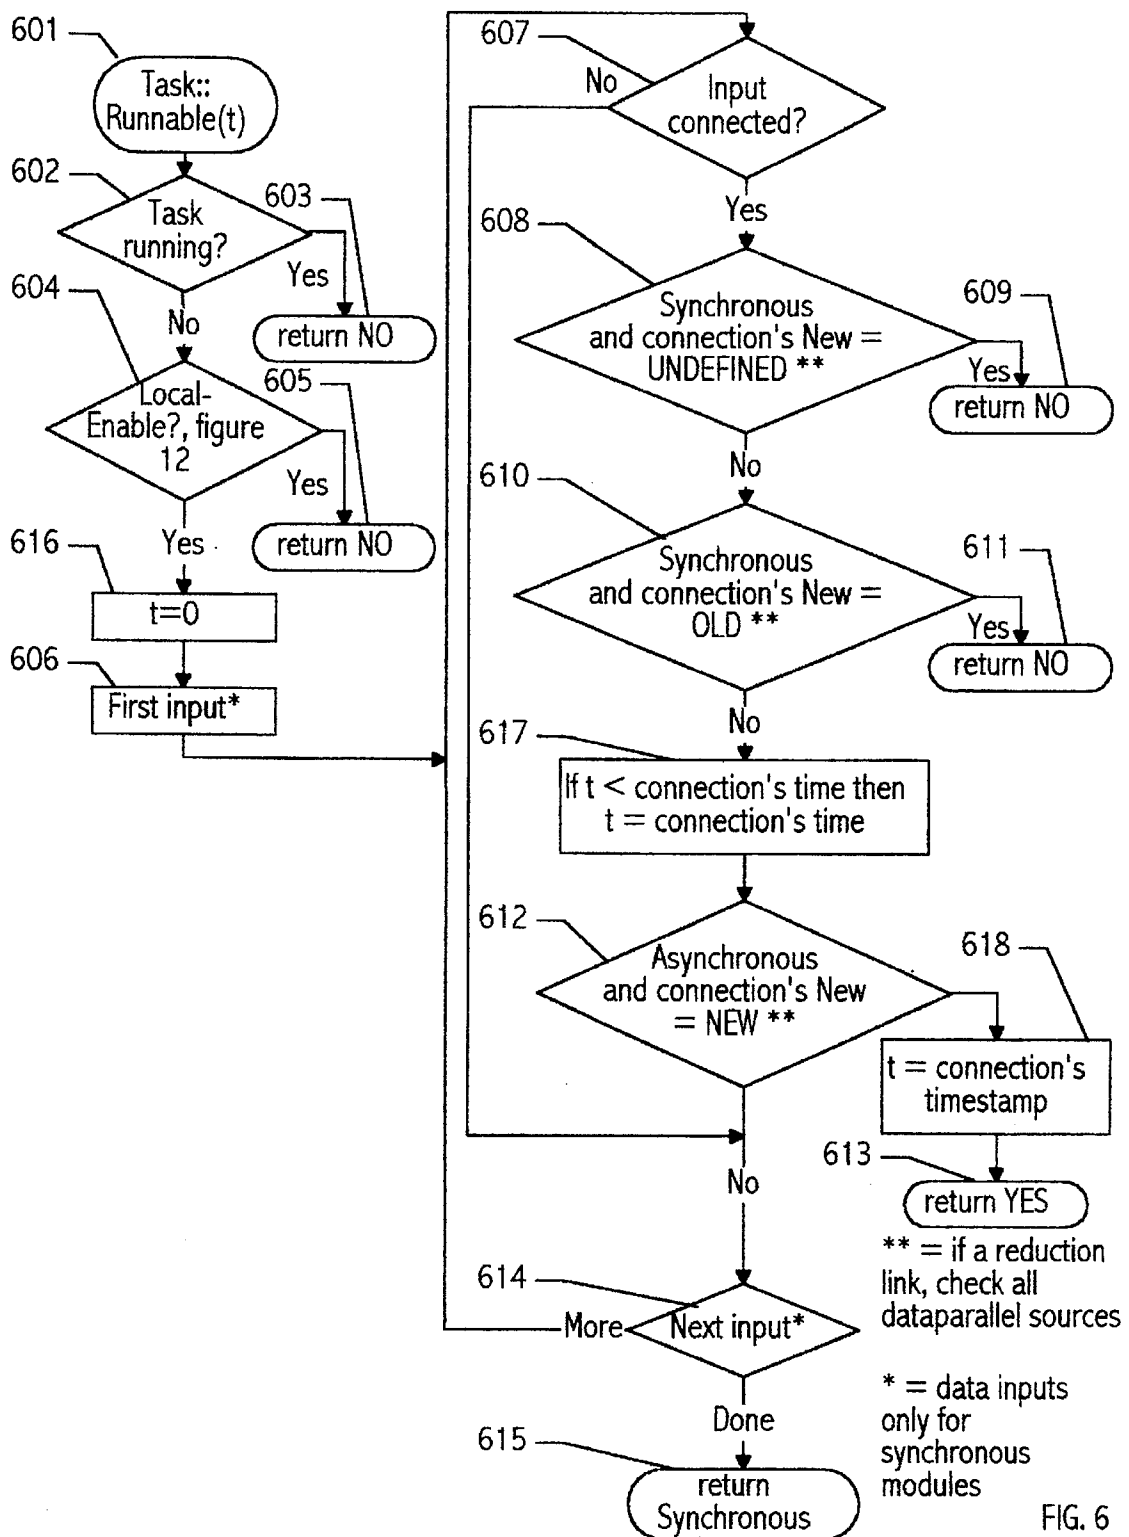 601
Task::
Runnable(t)
602
Task
running?
603
Yes
return NO
No
604
Local-
Enable?, figure
12
605
Yes
return NO
Yes
616
t=0
606
First input*
607
Input
connected?
No
Yes
608
Synchronous
and connection's New =
UNDEFINED **
609
Yes
return NO
No
610
Synchronous
and connection's New =
OLD **
611
Yes
return NO
No
617
If t < connection's time then
t = connection's time
612
Asynchronous
and connection's New
= NEW **
618
t = connection's
timestamp
613
return YES
No
** = if a reduction
link, check all
dataparallel sources
614
More
Next input*
* = data inputs
only for
synchronous
modules
Done
615
return
Synchronous
FIG. 6